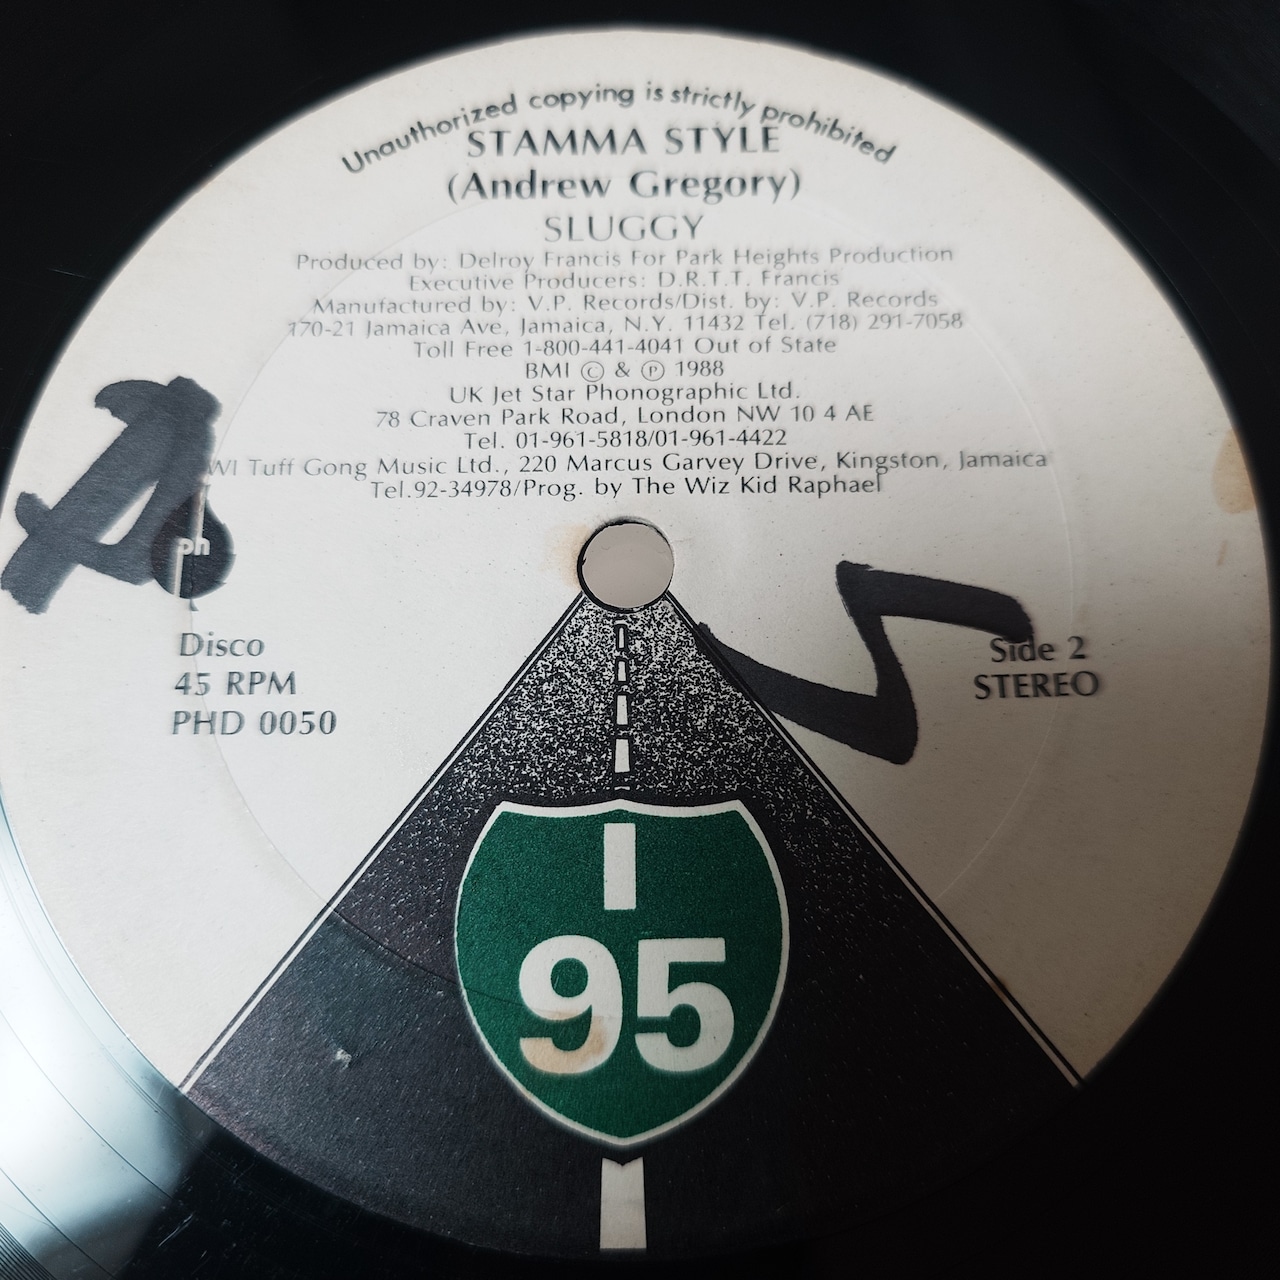 Unauthorized copying is strictly prohibited
STAMMA STYLE
(Andrew Gregory)
SLUGGY
Produced by: Delroy Francis For Park Heights Production
Executive Producers: D.R.T.T. Francis
Manufactured by: V.P. Records/Dist. by: V.P. Records
170-21 Jamaica Ave, Jamaica, N.Y. 11432 Tel. (718) 291-7058
Toll Free 1-800-441-4041 Out of State
BMI © & ℗ 1988
UK Jet Star Phonographic Ltd.
78 Craven Park Road, London NW 10 4 AE
Tel. 01-961-5818/01-961-4422
WI Tuff Gong Music Ltd., 220 Marcus Garvey Drive, Kingston, Jamaica
Tel.92-34978/Prog. by The Wiz Kid Raphael
ph
Disco
45 RPM
PHD 0050
Side 2
STEREO
I
95